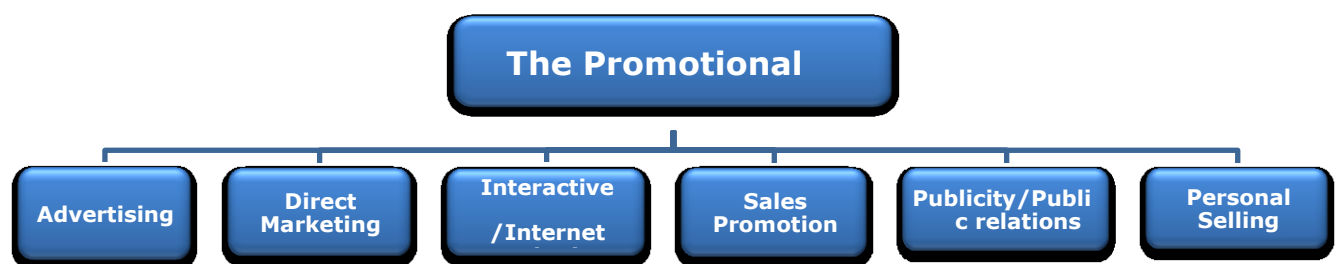 The Promotional
Advertising
Direct
Marketing
Interactive
/Internet
Sales
Promotion
Publicity/Publi
c relations
Personal
Selling